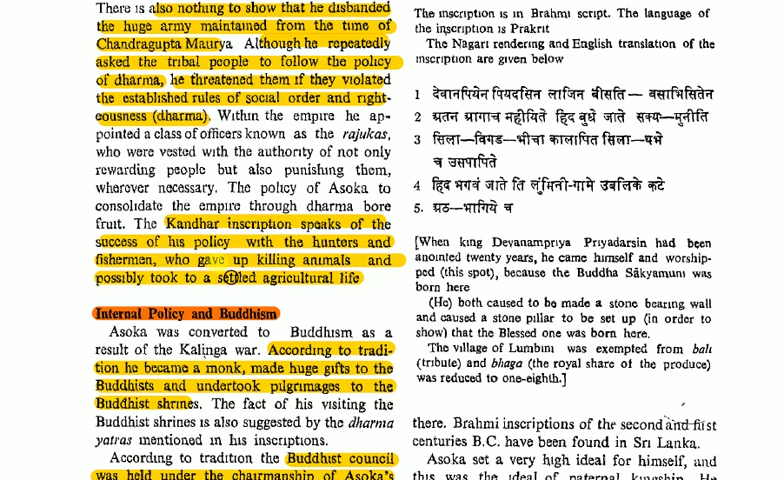 There is also nothing to show that he disbanded
the huge army maintained from the time of
Chandragupta Maurya Although he repeatedly
asked the tribal people to follow the policy
of dharma, he threatened them if they violated
the established rules of social order and right-
eousness (dharma). Within the empire he ap-
pointed a class of officers known as the rajukas,
who were vested with the authority of not only
rewarding people but also punishing them,
wherever necessary. The policy of Asoka to
consolidate the empire through dharma bore
fruit. The Kandhar inscription speaks of the
success of his policy with the hunters and
fishermen, who gave up killing animals and
possibly took to a settled agricultural life
Internal Policy and Buddhism
Asoka was converted to Buddhism as a
result of the Kalinga war. According to tradi-
tion he became a monk, made huge gifts to the
Buddhists and undertook pilgrimages to the
Buddhist shrines. The fact of his visiting the
Buddhist shrines is also suggested by the dharma
yatras mentioned in his inscriptions.
According to tradition the Buddhist council
was held under the chairmanship of Asoka's
The inscription is in Brahmi script. The language of
the inscription is Prakrit
The Nagari rendering and English translation of the
inscription are given below
1 देवानपियेन पियदसिन लाजिन बीसति— वसाभिसितेन
2 अतन आगाच महीयिते हिद बुधे जाते सक्य—मुनीति
3 सिला—विगड—भीचा कालापित सिला—थभे
च उसपापिते
4 हिद भगवं जाते ति लुंमिनी-गामे उबलिके कटे
5. अठ—भागिये च
[When king Devanampriya Priyadarsin had been
anointed twenty years, he came himself and worship-
ped (this spot), because the Buddha Sākyamuni was
born here
(He) both caused to be made a stone bearing wall
and caused a stone pillar to be set up (in order to
show) that the Blessed one was born here.
The village of Lumbini was exempted from bali
(tribute) and bhaga (the royal share of the produce)
was reduced to one-eighth.]
there. Brahmi inscriptions of the second and first
centuries B.C. have been found in Sri Lanka.
Asoka set a very high ideal for himself, and
this was the ideal of paternal kingship. He